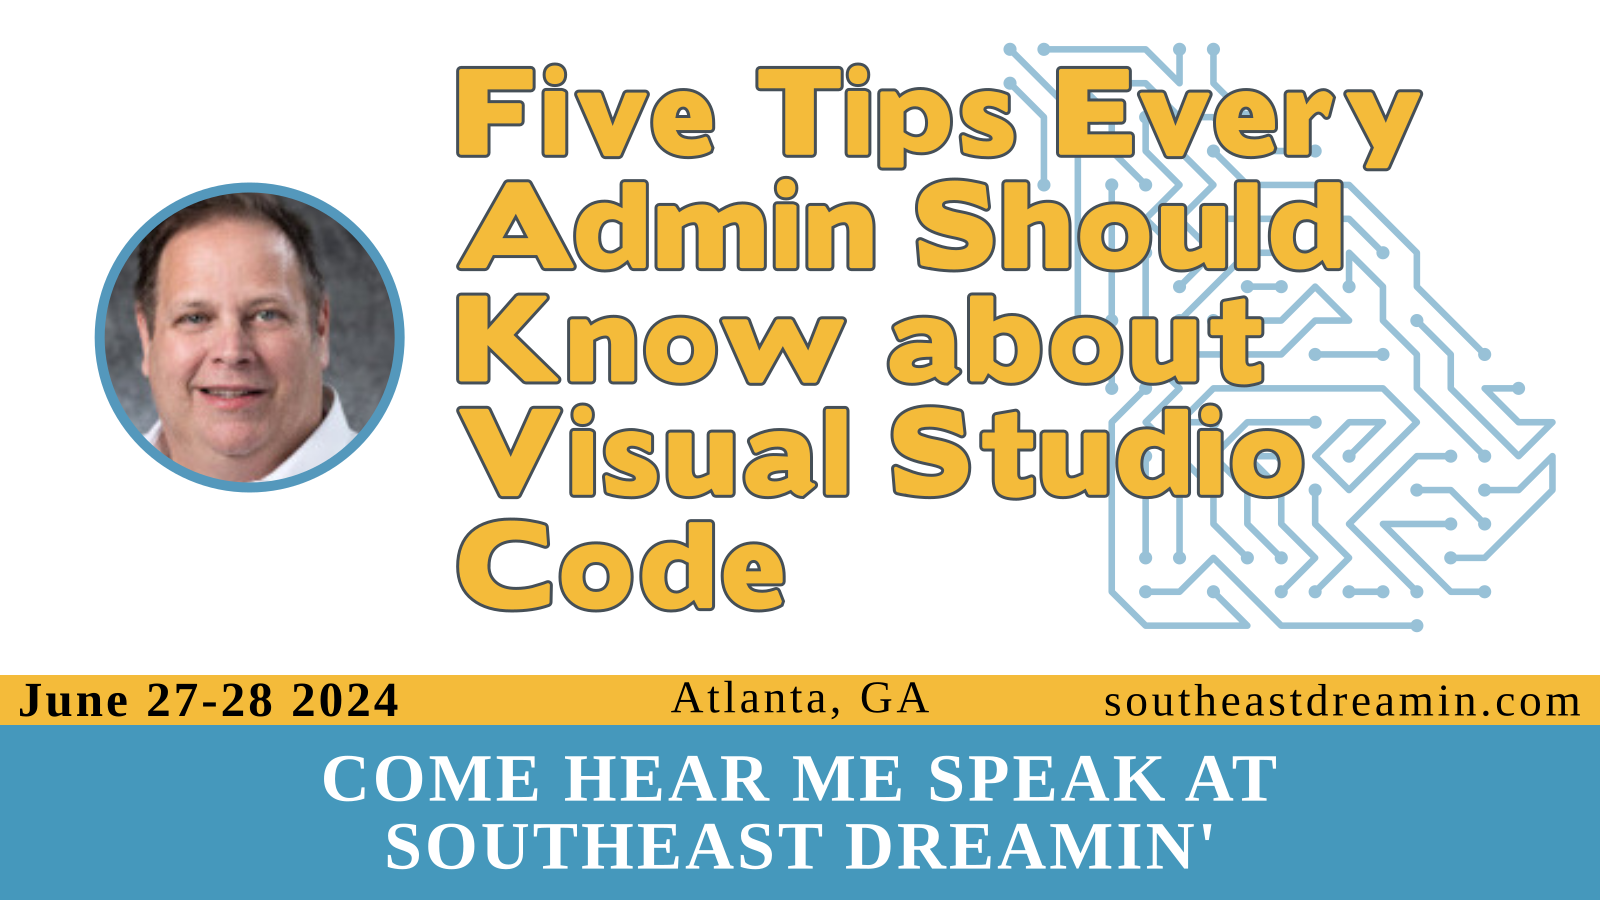 Five Tips Every
Admin Should
Know about
Visual Studio
Code
June 27-28 2024
Atlanta, GA
southeastdreamin.com
COME HEAR ME SPEAK AT
SOUTHEAST DREAMIN'